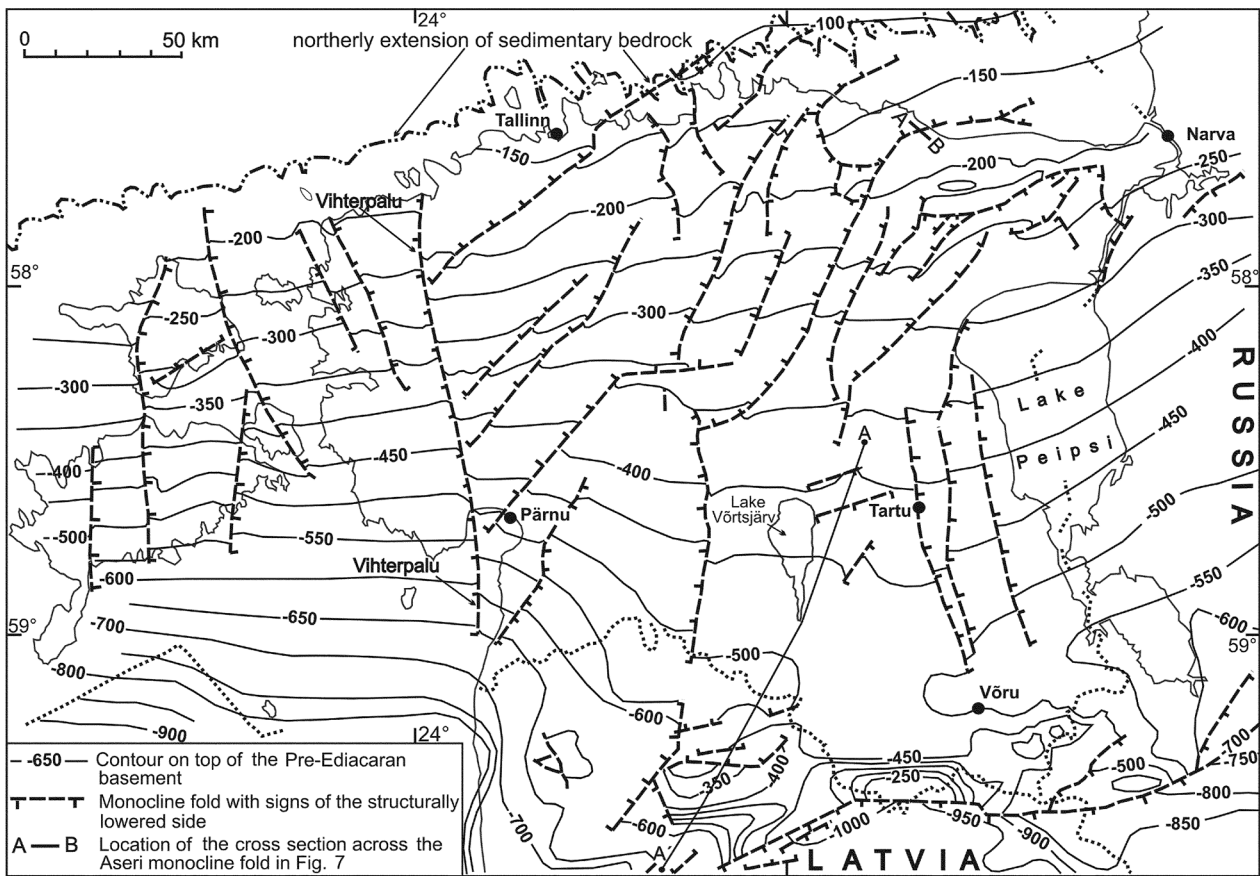 24°
-100
0 50 km
northerly extension of sedimentary bedrock
-150
Tallinn
A
B
Narva
-150
-200
-250
Vihterpalu
-200
-300
-200
58°
-350
58°
-250
-300
-300
-400
-300
-350
Lake
-450
-400
-450
A
Peipsi
-400
RUSSIA
Lake
Võrtsjärv
-500
Pärnu
Tartu
-500
-550
Vihterpalu
-550
-600
-650
-600
-700
59°
59°
-500
-800
Võru
-600
-900
24°
-700
-450
-750
-500
-400
-350
-250
-800
-700
-600
-1000
-950
-900
-850
A'
LATVIA
-650 Contour on top of the Pre-Ediacaran
basement
Monocline fold with signs of the structurally
lowered side
A B Location of the cross section across the
Aseri monocline fold in Fig. 7